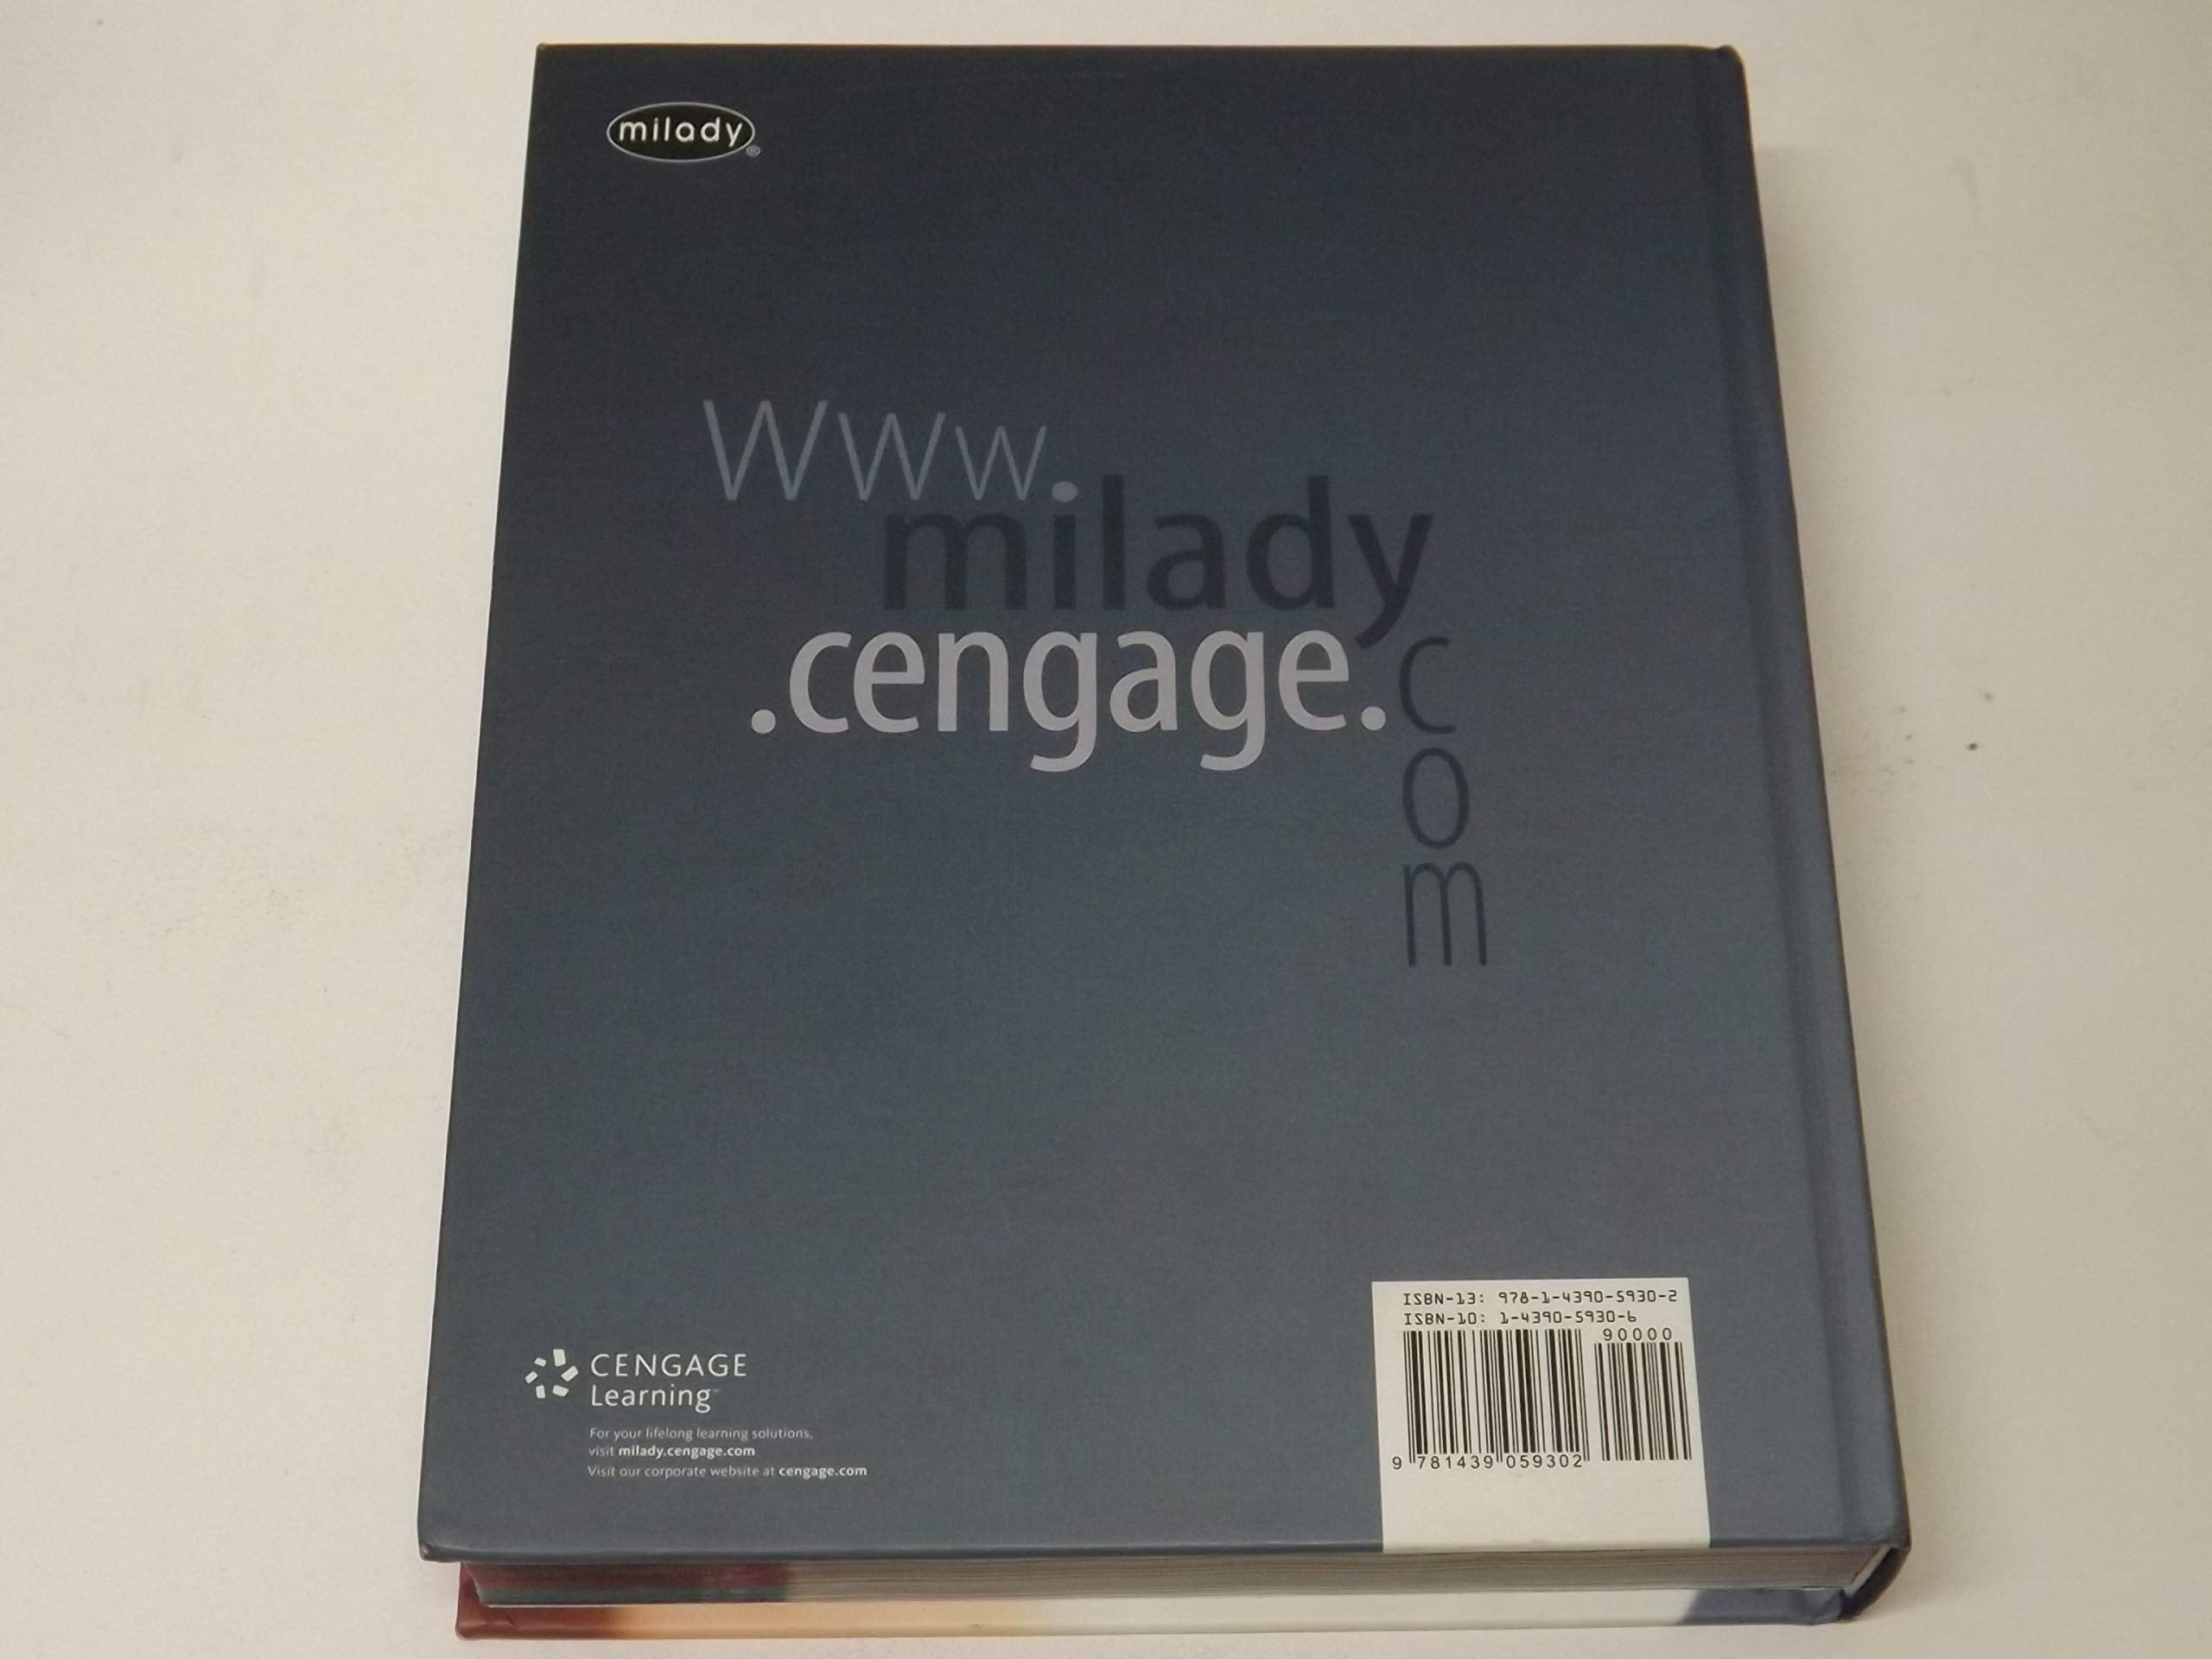 milady®
www.
milady
.cengage.
com
CENGAGE
Learning™
For your lifelong learning solutions,
visit milady.cengage.com
Visit our corporate website at cengage.com
ISBN-13: 978-1-4390-5930-2
ISBN-10: 1-4390-5930-6
90000
9 781439 059302